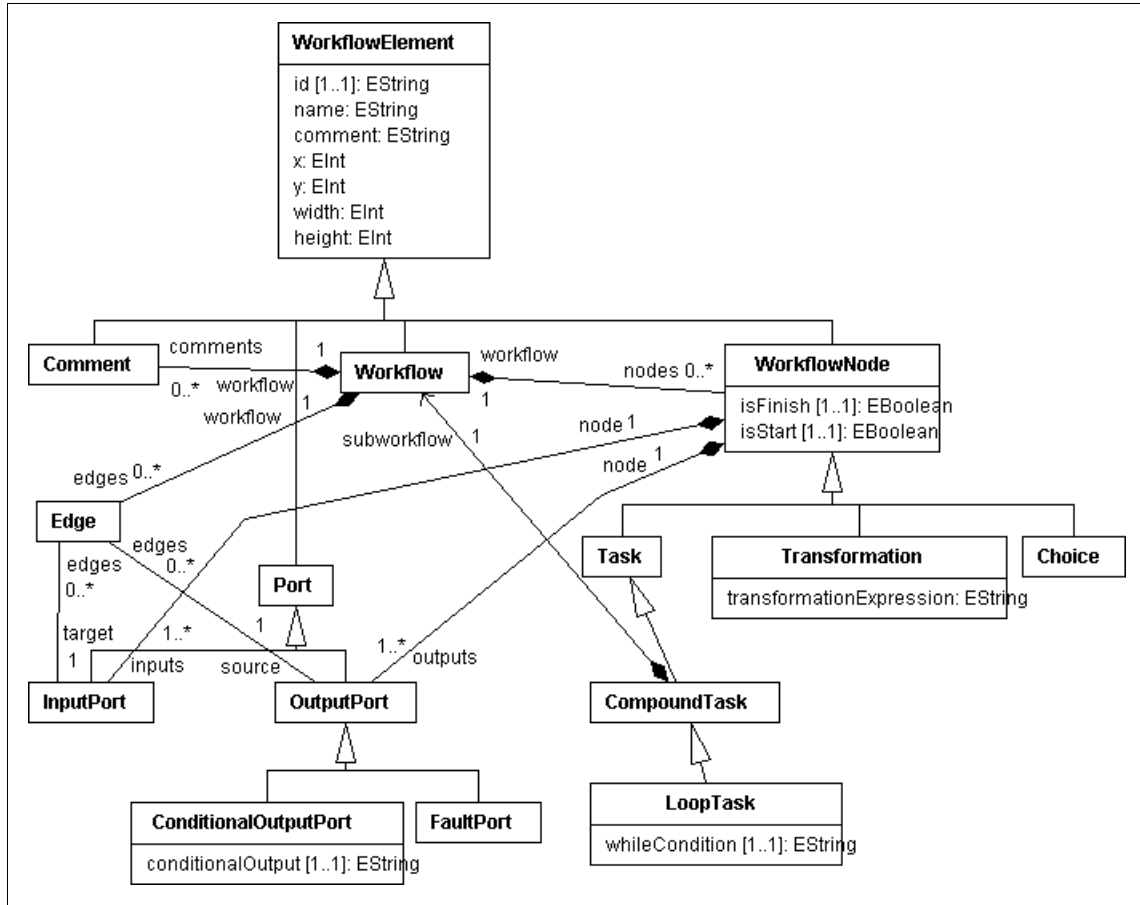 WorkflowElement
id [1..1]: EString
name: EString
comment: EString
x: EInt
y: EInt
width: EInt
height: EInt
Comment
comments
0..*
workflow
1
Workflow
workflow
1
nodes 0..*
WorkflowNode
isFinish [1..1]: EBoolean
isStart [1..1]: EBoolean
workflow
1
subworkflow
1
node
1
node
1
edges
0..*
Edge
edges
0..*
edges
0..*
Port
Task
Transformation
transformationExpression: EString
Choice
target
1
1..*
inputs
1
source
1..*
outputs
InputPort
OutputPort
CompoundTask
ConditionalOutputPort
conditionalOutput [1..1]: EString
FaultPort
LoopTask
whileCondition [1..1]: EString